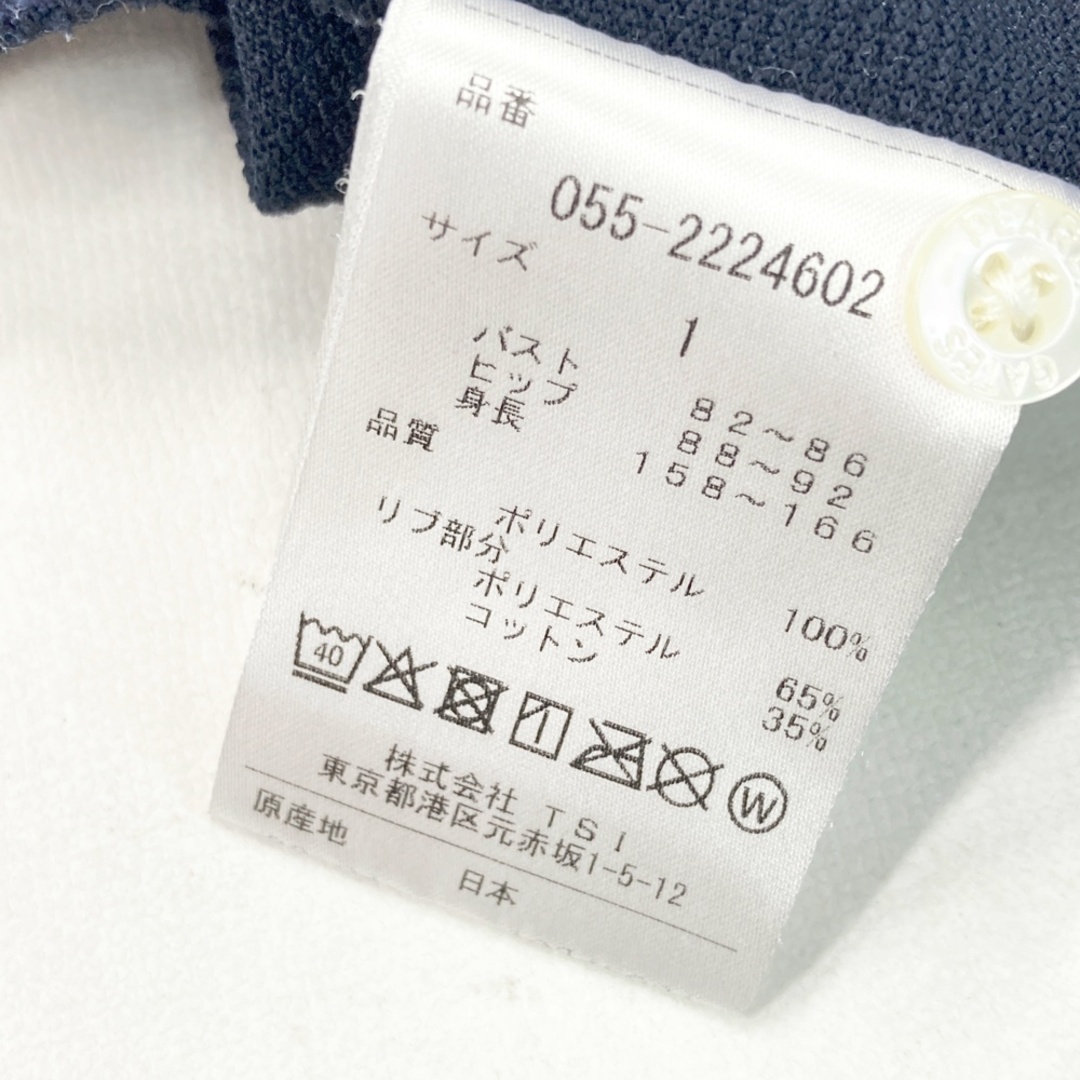 品番
055-2224602
サイズ
1
バスト 82～86
ヒップ 88～92
身長 158～166
品質
ポリエステル 100%
リブ部分
ポリエステル 65%
コットン 35%
40
W
株式会社 TSI
東京都港区元赤坂1-5-12
原産地
日本
PEARLY
GATES